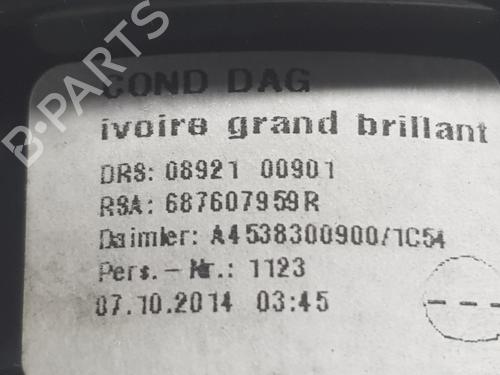 COND DAG
ivoire grand brillant
DRS: 08921 00901
RSA: 687607959R
Daimler: A4538300900/1C54
Pers.-Nr.: 1123
07.10.2014 03:45
B-PARTS